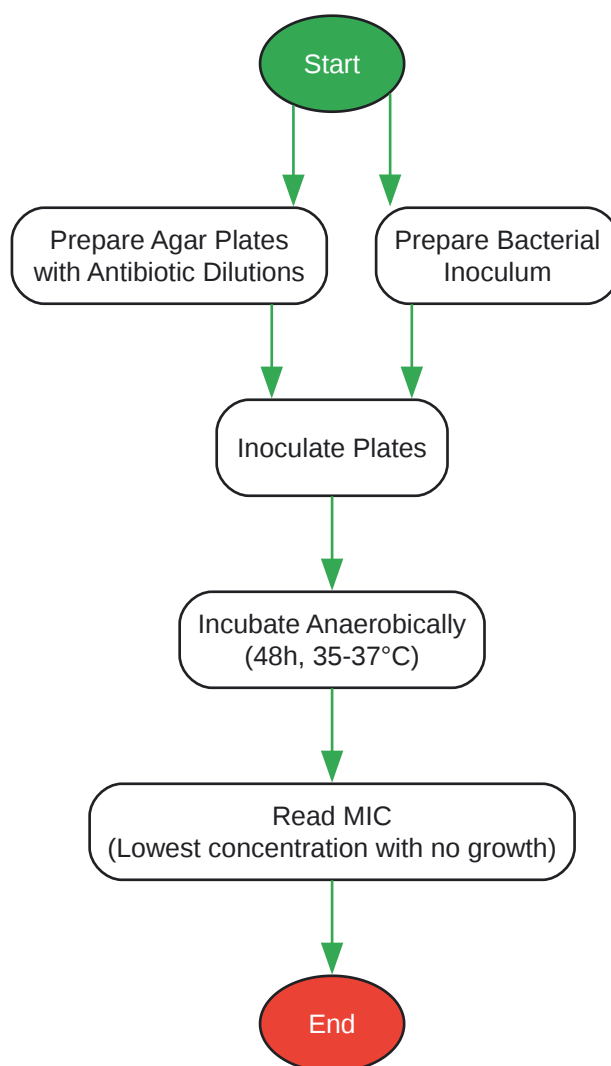 Start
Prepare Agar Plates
with Antibiotic Dilutions
Prepare Bacterial
Inoculum
Inoculate Plates
Incubate Anaerobically
(48h, 35-37°C)
Read MIC
(Lowest concentration with no growth)
End